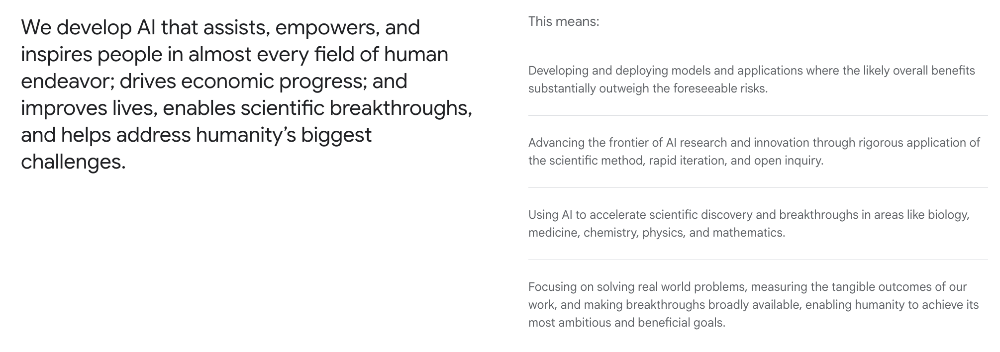 We develop AI that assists, empowers, and
inspires people in almost every field of human
endeavor; drives economic progress; and
improves lives, enables scientific breakthroughs,
and helps address humanity’s biggest
challenges.
This means:
Developing and deploying models and applications where the likely overall benefits
substantially outweigh the foreseeable risks.
Advancing the frontier of AI research and innovation through rigorous application of
the scientific method, rapid iteration, and open inquiry.
Using AI to accelerate scientific discovery and breakthroughs in areas like biology,
medicine, chemistry, physics, and mathematics.
Focusing on solving real world problems, measuring the tangible outcomes of our
work, and making breakthroughs broadly available, enabling humanity to achieve its
most ambitious and beneficial goals.